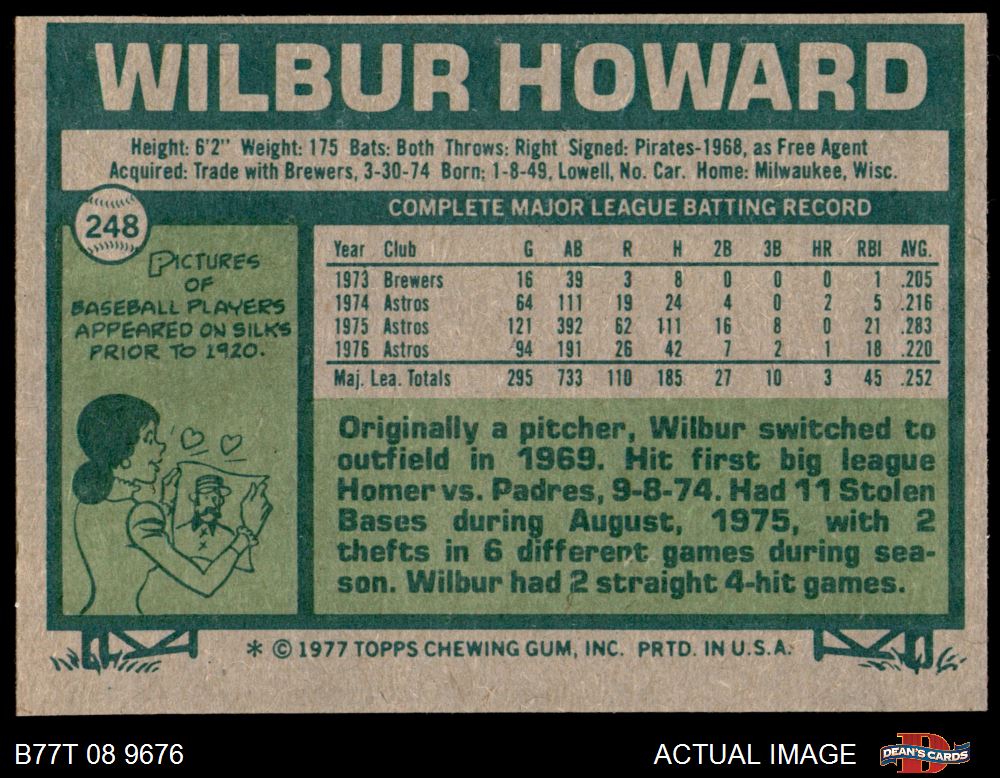 WILBUR HOWARD
Height: 6'2" Weight: 175 Bats: Both Throws: Right Signed: Pirates-1968, as Free Agent
Acquired: Trade with Brewers, 3-30-74 Born: 1-8-49, Lowell, No. Car. Home: Milwaukee, Wisc.
248
COMPLETE MAJOR LEAGUE BATTING RECORD
PICTURES
OF
BASEBALL PLAYERS
APPEARED ON SILKS
PRIOR TO 1920.
Year Club G AB R H 2B 3B HR RBI AVG.
1973 Brewers 16 39 3 8 0 0 0 1 .205
1974 Astros 64 111 19 24 4 0 2 5 .216
1975 Astros 121 392 62 111 16 8 0 21 .283
1976 Astros 94 191 26 42 7 2 1 18 .220
Maj. Lea. Totals 295 733 110 185 27 10 3 45 .252
Originally a pitcher, Wilbur switched to
outfield in 1969. Hit first big league
Homer vs. Padres, 9-8-74. Had 11 Stolen
Bases during August, 1975, with 2
thefts in 6 different games during sea-
son. Wilbur had 2 straight 4-hit games.
* © 1977 TOPPS CHEWING GUM, INC. PRTD. IN U.S.A.
B77T 08 9676
ACTUAL IMAGE
DEAN'S CARDS